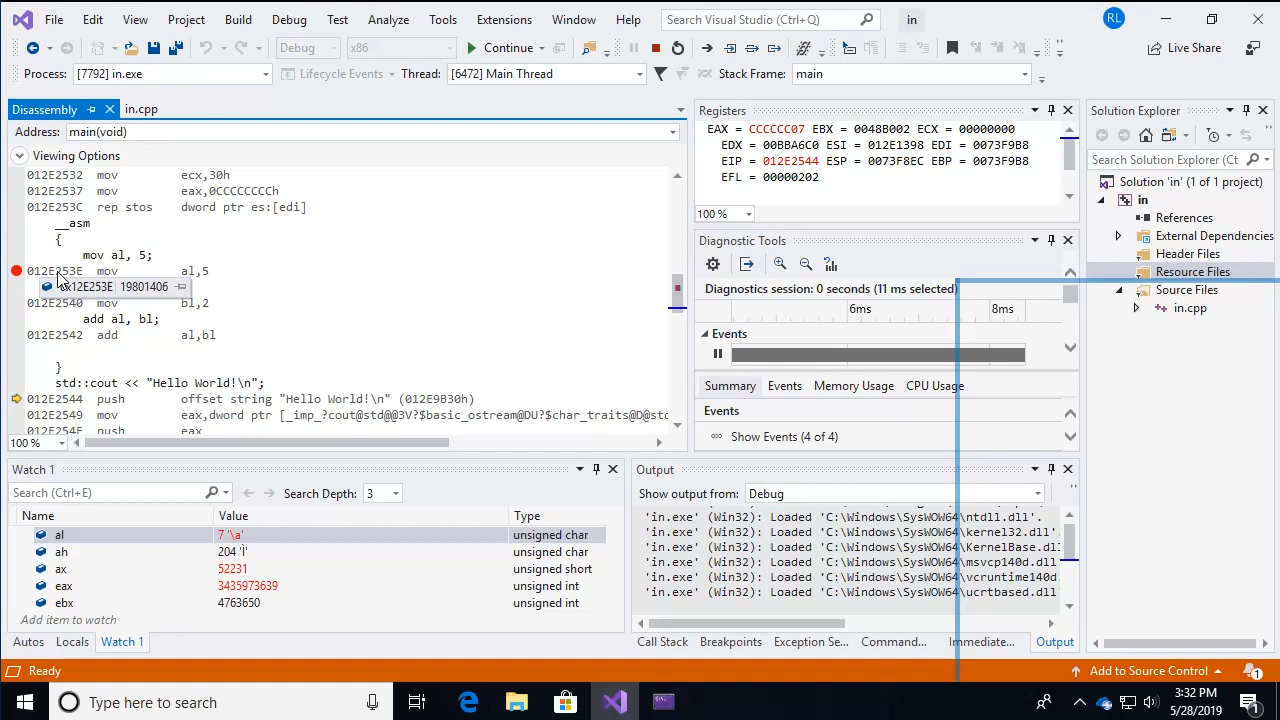 File Edit View Project Build Debug Test Analyze Tools Extensions Window Help Search Visual Studio (Ctrl+Q) in RL
Debug x86 Continue Live Share
Process: [7792] in.exe Lifecycle Events Thread: [6472] Main Thread Stack Frame: main
Disassembly in.cpp
Address: main(void)
Viewing Options
012E2532 mov ecx,30h
012E2537 mov eax,0CCCCCCCCh
012E253C rep stos dword ptr es:[edi]
__asm
{
mov al, 5;
012E253E mov al,5
012E253E 19801406
012E2540 mov bl,2
add al, bl;
012E2542 add al,bl
}
std::cout << "Hello World!\n";
012E2544 push offset string "Hello World!\n" (012E9B30h)
012E2549 mov eax,dword ptr [_imp_?cout@std@@3V?$basic_ostream@DU?$char_traits@D@std
012E254E push eax
100 %
Registers
EAX = CCCCCC07 EBX = 0048B002 ECX = 00000000
EDX = 00BBA6C0 ESI = 012E1398 EDI = 0073F9B8
EIP = 012E2544 ESP = 0073F8EC EBP = 0073F9B8
EFL = 00000202
100 %
Diagnostic Tools
Diagnostics session: 0 seconds (11 ms selected)
6ms 8ms
Events
Summary Events Memory Usage CPU Usage
Events
Show Events (4 of 4)
Solution Explorer
Search Solution Explorer (Ct
Solution 'in' (1 of 1 project)
in
References
External Dependencies
Header Files
Resource Files
Source Files
in.cpp
Watch 1
Search (Ctrl+E) Search Depth: 3
Name Value Type
al 7 '\a' unsigned char
ah 204 'Ì' unsigned char
ax 52231 unsigned short
eax 3435973639 unsigned int
ebx 4763650 unsigned int
Add item to watch
Autos Locals Watch 1
Output
Show output from: Debug
'in.exe' (Win32): Loaded 'C:\Windows\SysWOW64\ntdll.dll'.
'in.exe' (Win32): Loaded 'C:\Windows\SysWOW64\kernel32.dll'.
'in.exe' (Win32): Loaded 'C:\Windows\SysWOW64\KernelBase.dll
'in.exe' (Win32): Loaded 'C:\Windows\SysWOW64\msvcp140d.dll
'in.exe' (Win32): Loaded 'C:\Windows\SysWOW64\vcruntime140d.
'in.exe' (Win32): Loaded 'C:\Windows\SysWOW64\ucrtbased.dll
Call Stack Breakpoints Exception Se... Command... Immediate... Output
Ready Add to Source Control 1
Type here to search 3:32 PM
5/28/2019 1